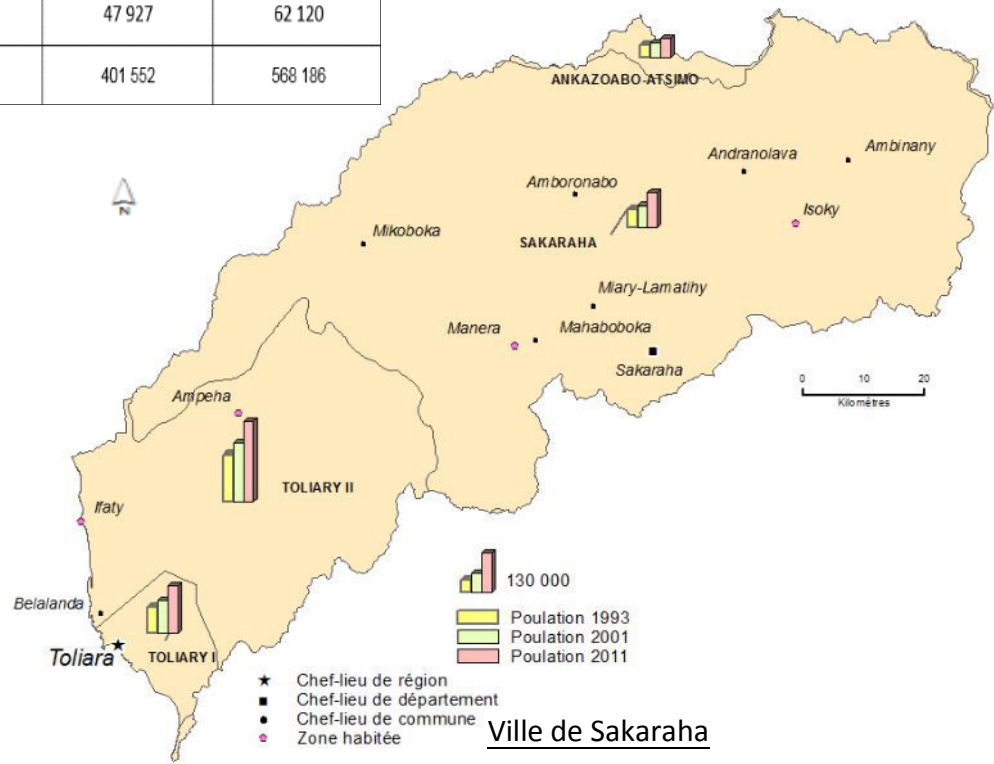 47 927 62 120
401 552 568 186
ANKAZOABO-ATSIMO
N
Andranolava
Ambinany
Amboronabo
Isoky
Mikoboka
SAKARAHA
Miary-Lamatihy
Manera
Mahaboboka
Sakaraha
0 10 20
Kilomètres
Ampeha
TOLIARY II
Ifaty
130 000
Poulation 1993
Poulation 2001
Poulation 2011
Belalanda
Toliara
TOLIARY I
Chef-lieu de région
Chef-lieu de département
Chef-lieu de commune
Zone habitée
Ville de Sakaraha